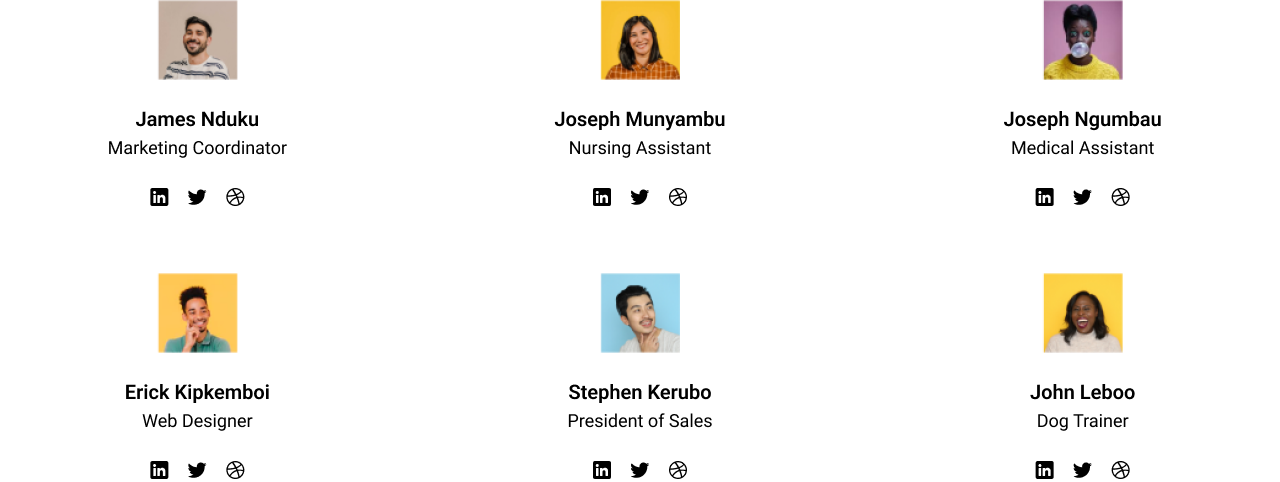 James Nduku
Marketing Coordinator
Joseph Munyambu
Nursing Assistant
Joseph Ngumbau
Medical Assistant
Erick Kipkemboi
Web Designer
Stephen Kerubo
President of Sales
John Leboo
Dog Trainer